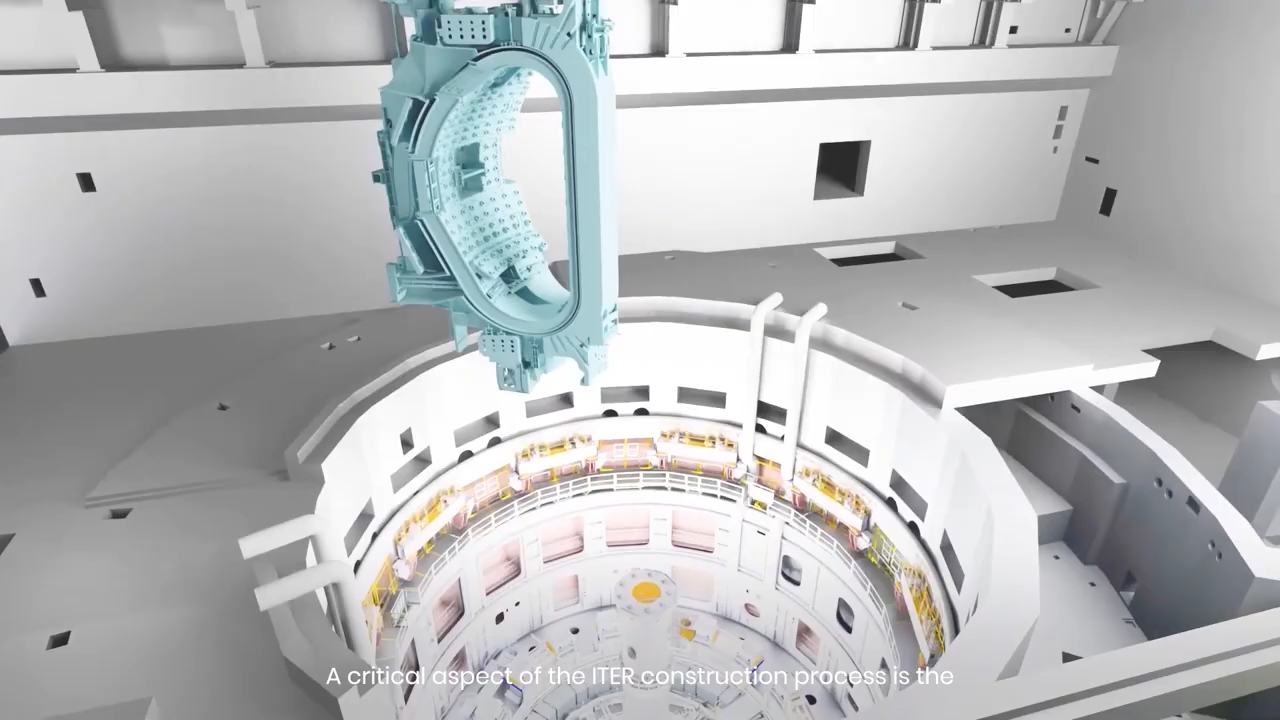 A critical aspect of the ITER construction process is the